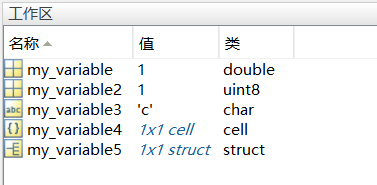 工作区
名称 值 类
my_variable 1 double
my_variable2 1 uint8
abc my_variable3 'c' char
{} my_variable4 1x1 cell cell
my_variable5 1x1 struct struct